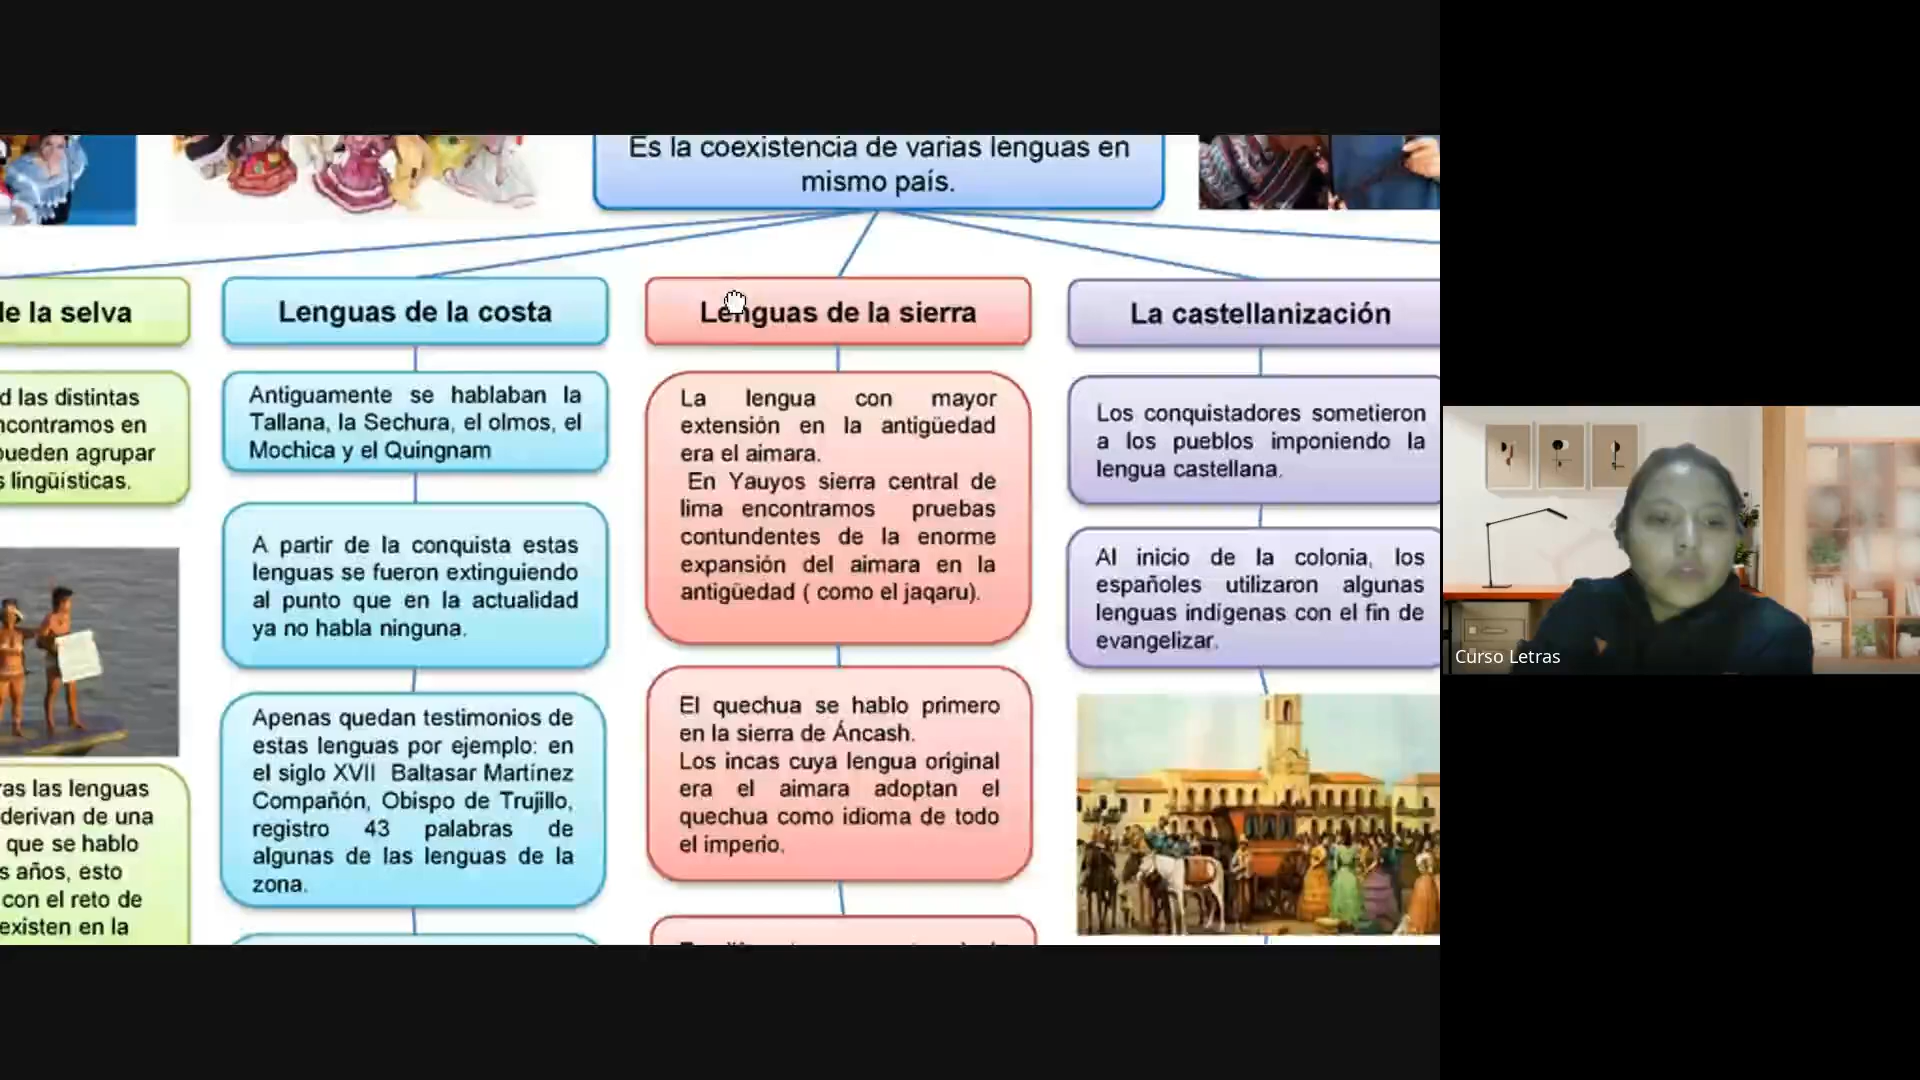 Es la coexistencia de varias lenguas en
mismo país.
de la selva
Lenguas de la costa
Lenguas de la sierra
La castellanización
las distintas
encontramos en
pueden agrupar
lingüísticas.
Antiguamente se hablaban la
Tallana, la Sechura, el olmos, el
Mochica y el Quingnam
A partir de la conquista estas
lenguas se fueron extinguiendo
al punto que en la actualidad
ya no habla ninguna.
Apenas quedan testimonios de
estas lenguas por ejemplo: en
el siglo XVII Baltasar Martínez
Compañón, Obispo de Trujillo,
registro 43 palabras de
algunas de las lenguas de la
zona.
La lengua con mayor
extensión en la antigüedad
era el aimara.
En Yauyos sierra central de
lima encontramos pruebas
contundentes de la enorme
expansión del aimara en la
antigüedad ( como el jaqaru).
El quechua se hablo primero
en la sierra de Áncash.
Los incas cuya lengua original
era el aimara adoptan el
quechua como idioma de todo
el imperio.
Los conquistadores sometieron
a los pueblos imponiendo la
lengua castellana.
Al inicio de la colonia, los
españoles utilizaron algunas
lenguas indígenas con el fin de
evangelizar.
las lenguas
derivan de una
que se hablo
años, esto
con el reto de
existen en la
Curso Letras